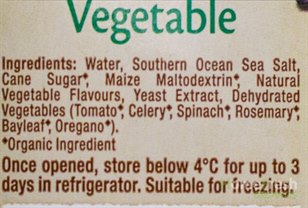 Vegetable
Ingredients: Water, Southern Ocean Sea Salt,
Cane Sugar*, Maize Maltodextrin*, Natural
Vegetable Flavours, Yeast Extract, Dehydrated
Vegetables (Tomato*, Celery*, Spinach*, Rosemary*,
Bayleaf*, Oregano*).
*Organic Ingredient
Once opened, store below 4°C for up to 3
days in refrigerator. Suitable for freezing.